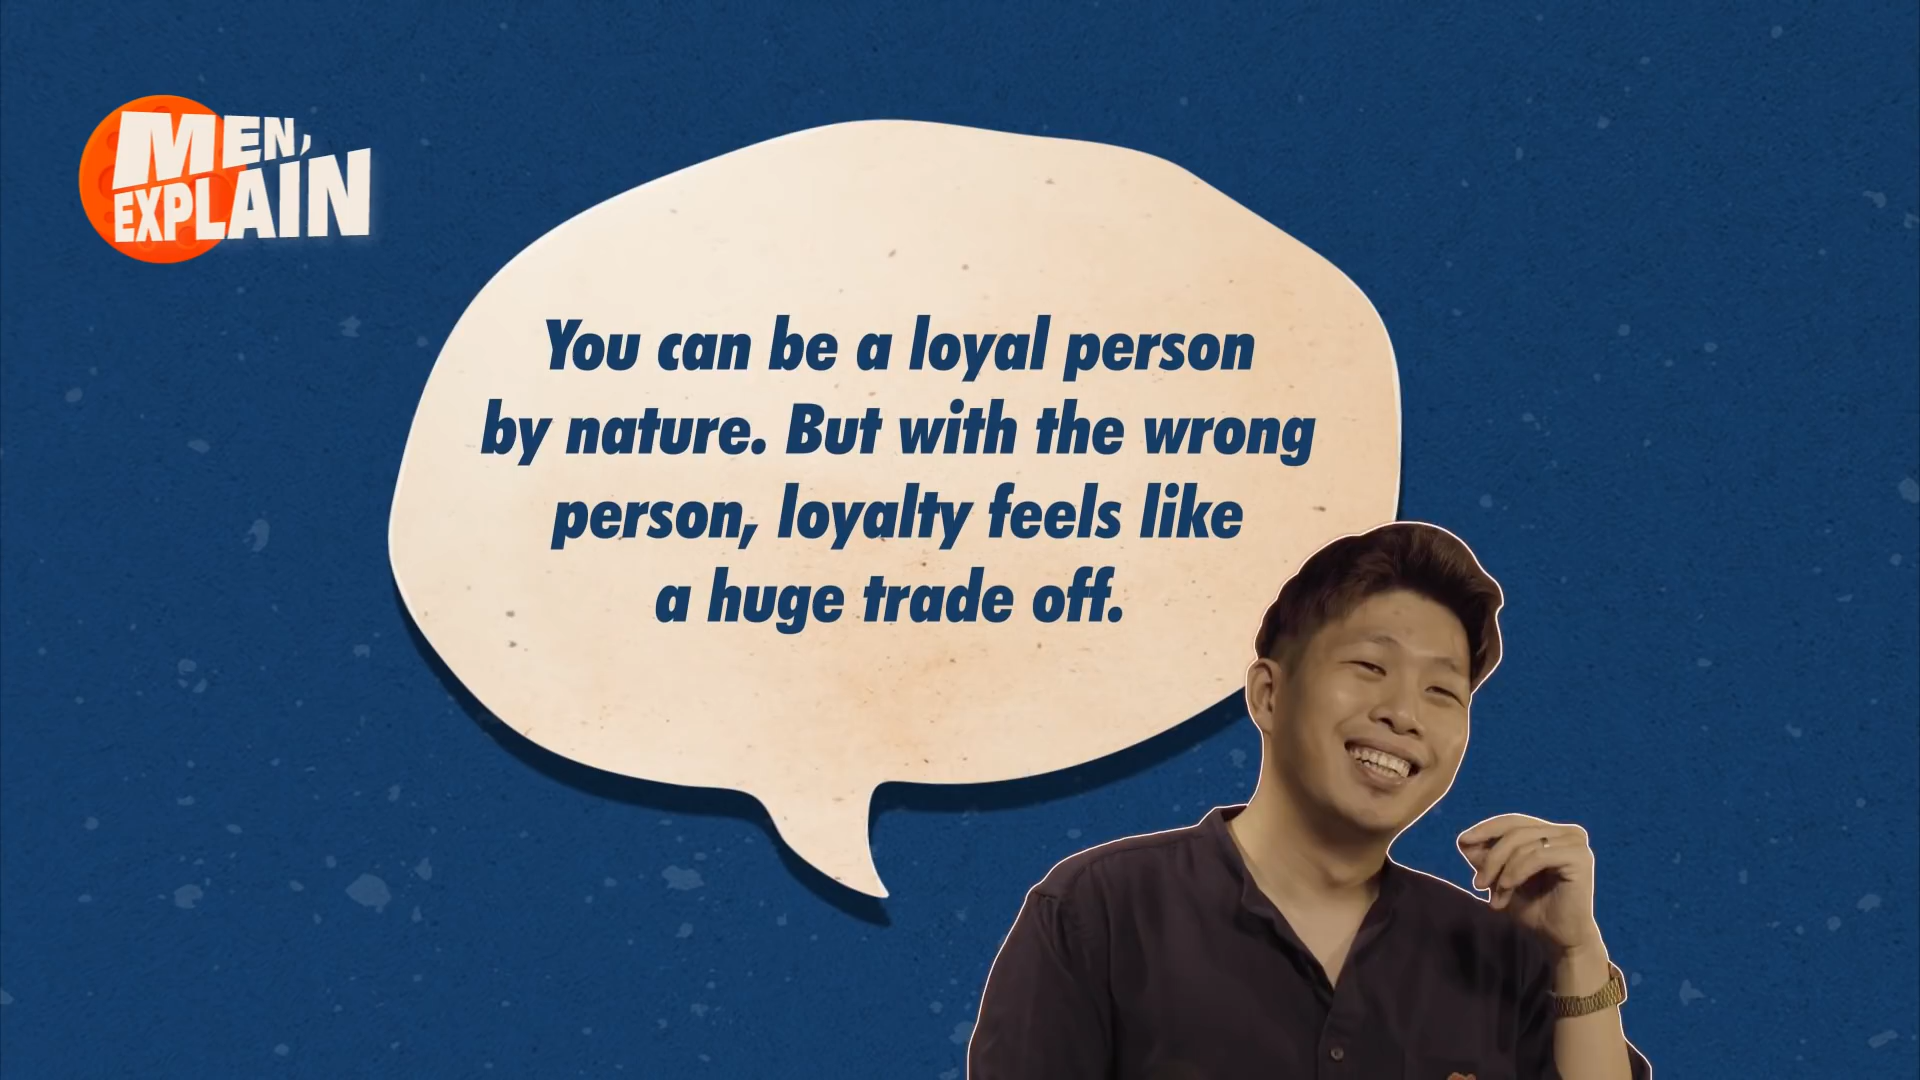 MEN,
EXPLAIN
You can be a loyal person
by nature. But with the wrong
person, loyalty feels like
a huge trade off.